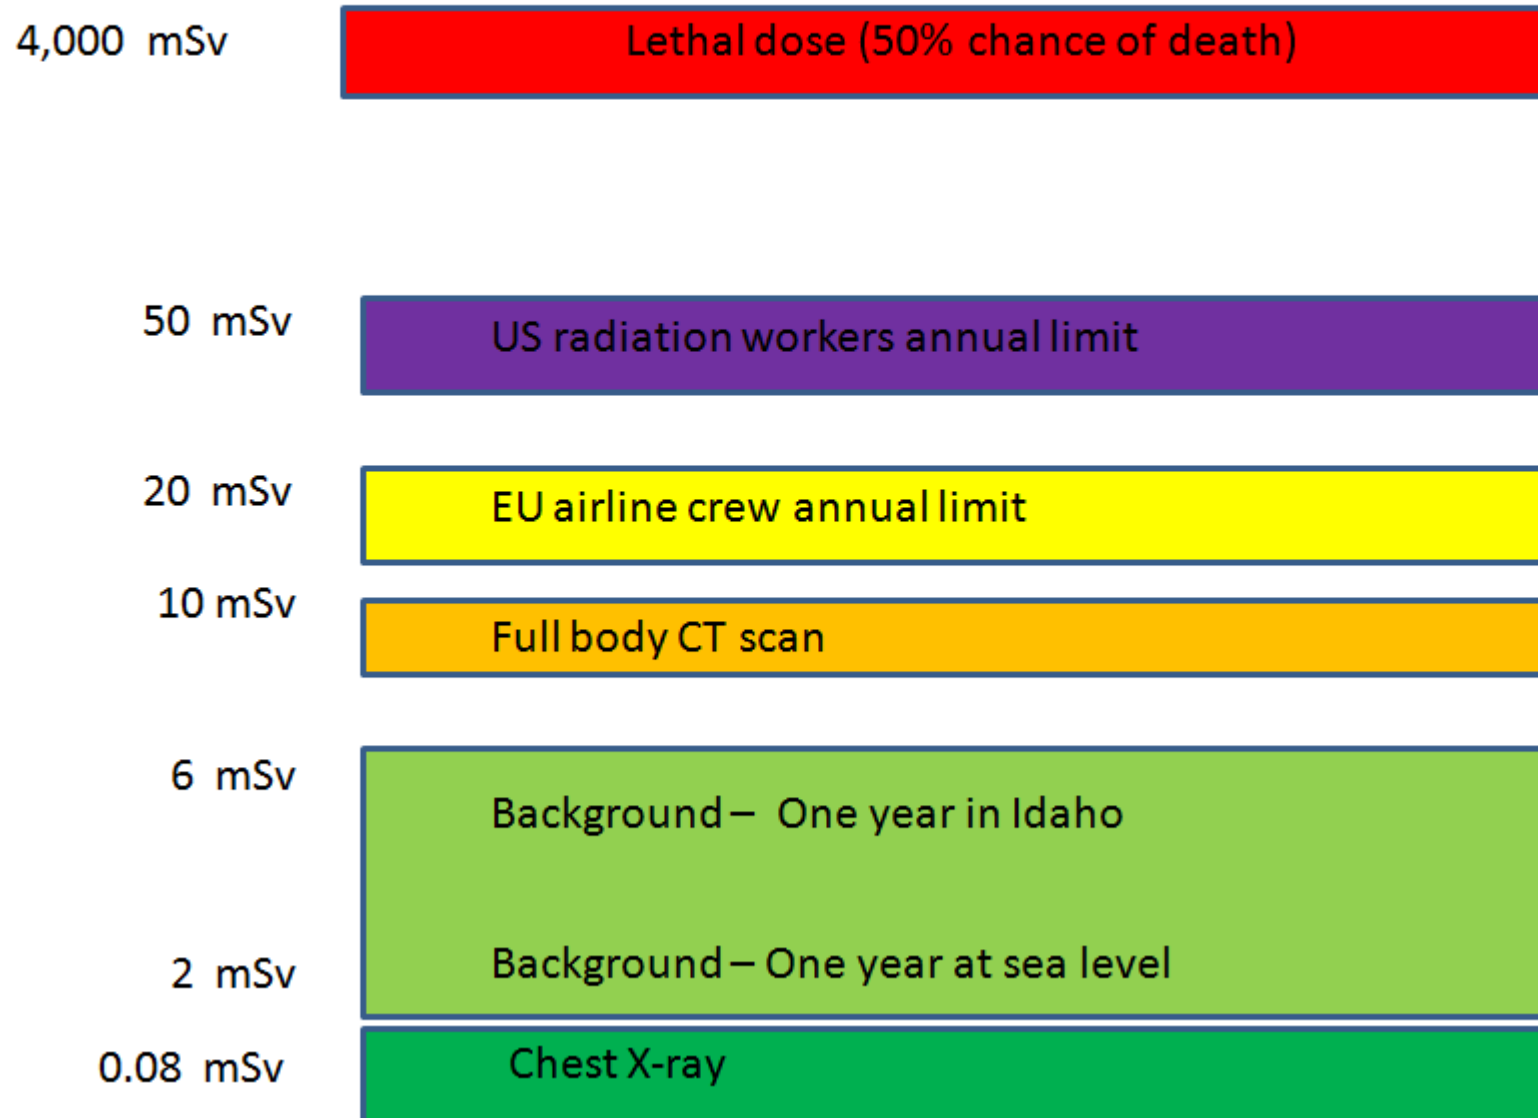 4,000 mSv Lethal dose (50% chance of death)
50 mSv US radiation workers annual limit
20 mSv EU airline crew annual limit
10 mSv Full body CT scan
6 mSv Background – One year in Idaho
2 mSv Background – One year at sea level
0.08 mSv Chest X-ray